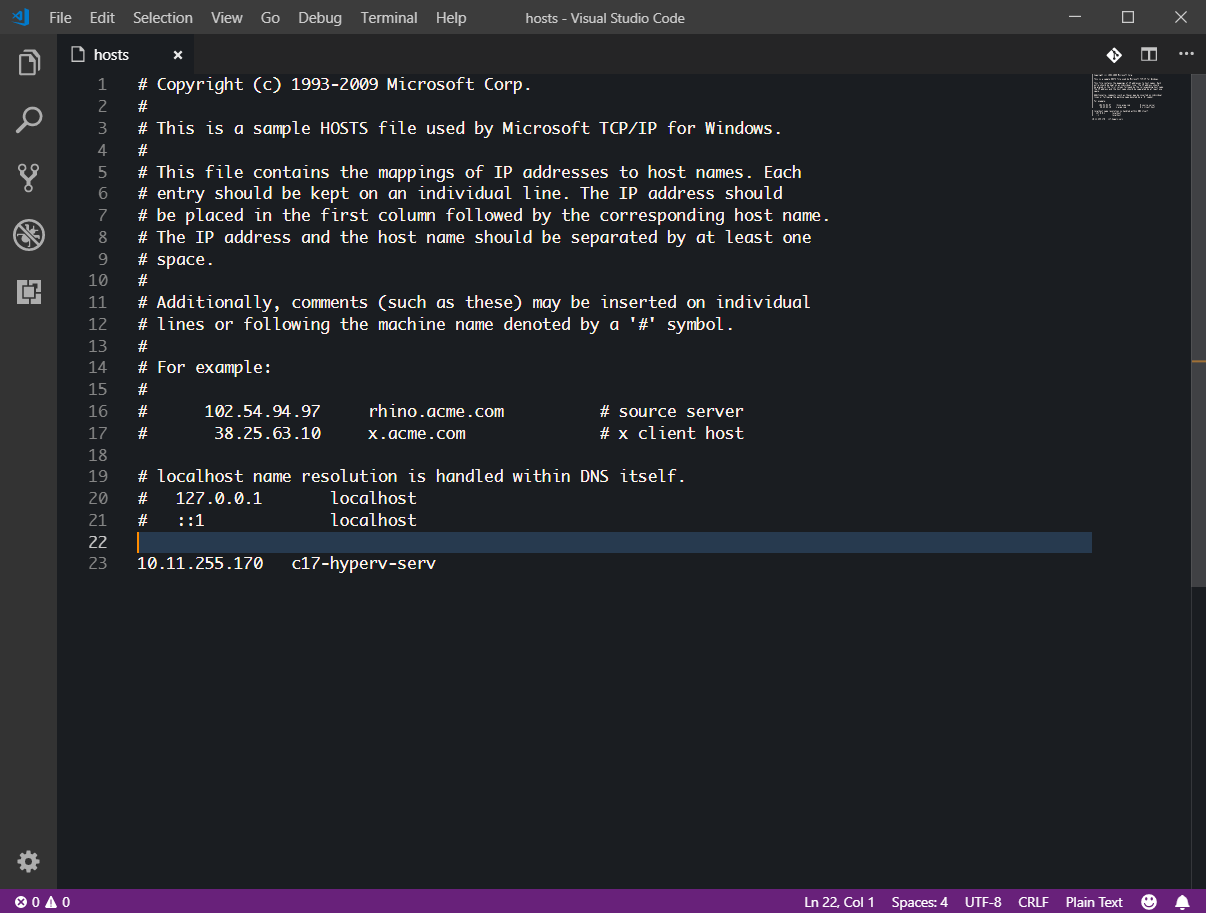 File Edit Selection View Go Debug Terminal Help hosts - Visual Studio Code
hosts
1 # Copyright (c) 1993-2009 Microsoft Corp.
2 #
3 # This is a sample HOSTS file used by Microsoft TCP/IP for Windows.
4 #
5 # This file contains the mappings of IP addresses to host names. Each
6 # entry should be kept on an individual line. The IP address should
7 # be placed in the first column followed by the corresponding host name.
8 # The IP address and the host name should be separated by at least one
9 # space.
10 #
11 # Additionally, comments (such as these) may be inserted on individual
12 # lines or following the machine name denoted by a '#' symbol.
13 #
14 # For example:
15 #
16 #      102.54.94.97     rhino.acme.com          # source server
17 #       38.25.63.10     x.acme.com              # x client host
18
19 # localhost name resolution is handled within DNS itself.
20 #   127.0.0.1       localhost
21 #   ::1             localhost
22
23 10.11.255.170   c17-hyperv-serv
0 0 Ln 22, Col 1 Spaces: 4 UTF-8 CRLF Plain Text